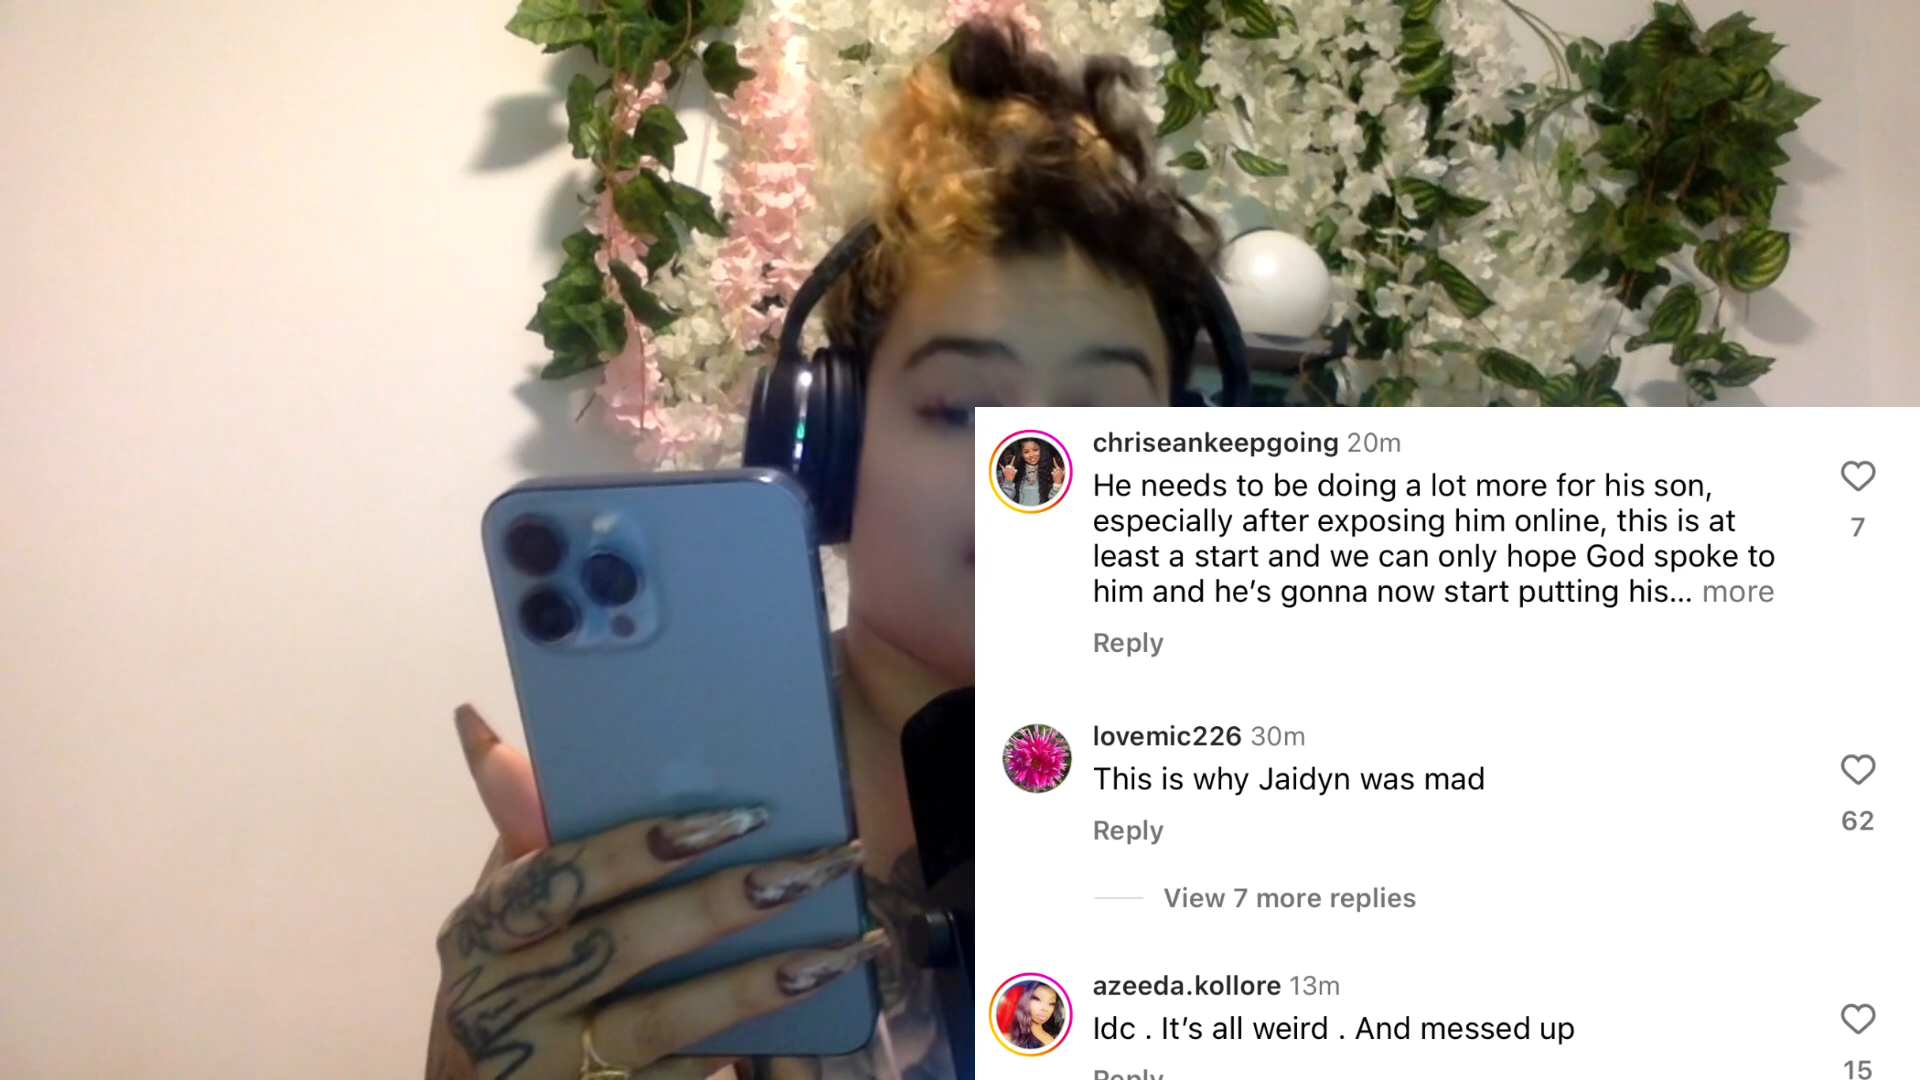 chriseankeepgoing 20m
He needs to be doing a lot more for his son,
especially after exposing him online, this is at
least a start and we can only hope God spoke to
him and he’s gonna now start putting his... more
7
Reply
lovemic226 30m
This is why Jaidyn was mad
62
Reply
View 7 more replies
azeeda.kollore 13m
Idc . It’s all weird . And messed up
15
Reply